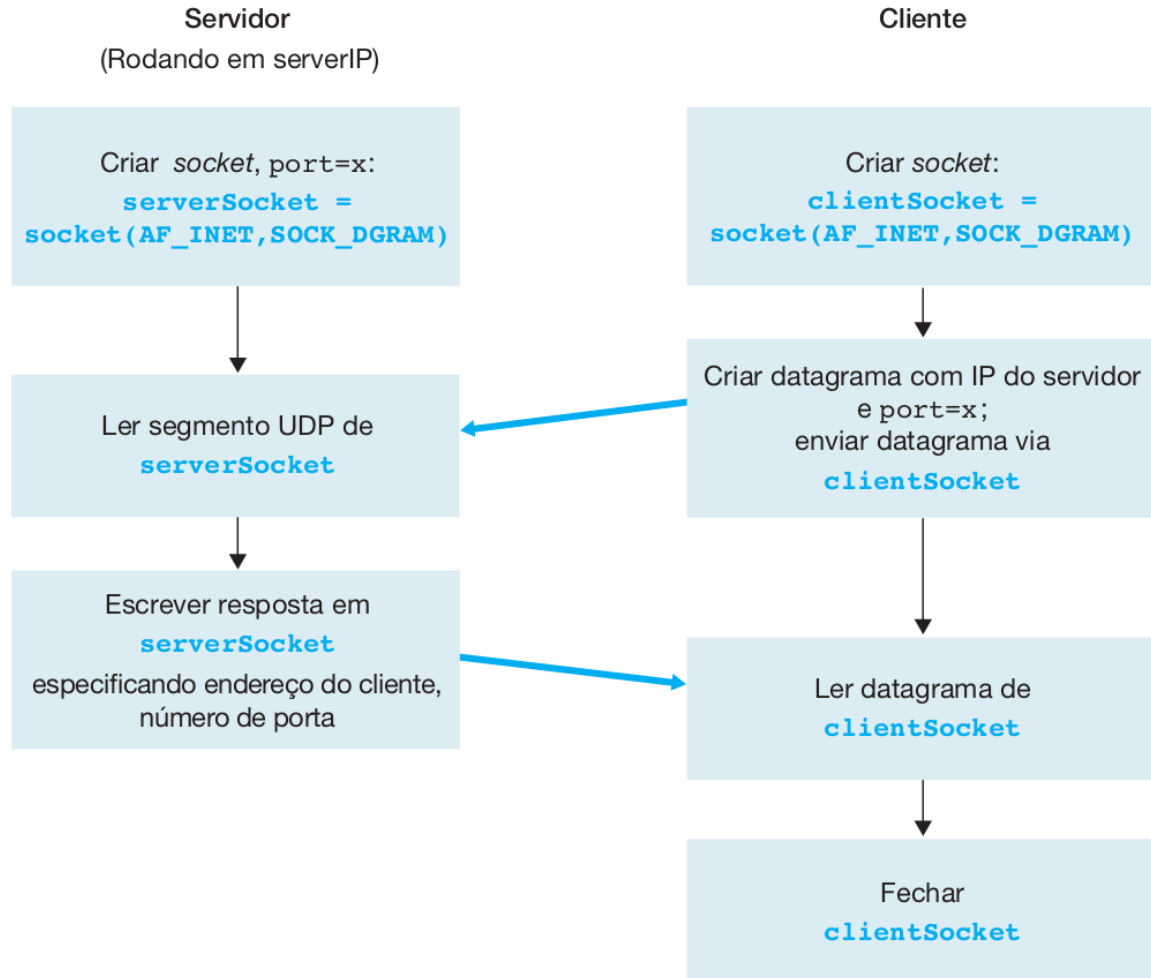 Servidor
(Rodando em serverIP)
Criar socket, port=x:
serverSocket =
socket(AF_INET,SOCK_DGRAM)
Ler segmento UDP de
serverSocket
Escrever resposta em
serverSocket
especificando endereço do cliente,
número de porta
Cliente
Criar socket:
clientSocket =
socket(AF_INET,SOCK_DGRAM)
Criar datagrama com IP do servidor
e port=x;
enviar datagrama via
clientSocket
Ler datagrama de
clientSocket
Fechar
clientSocket